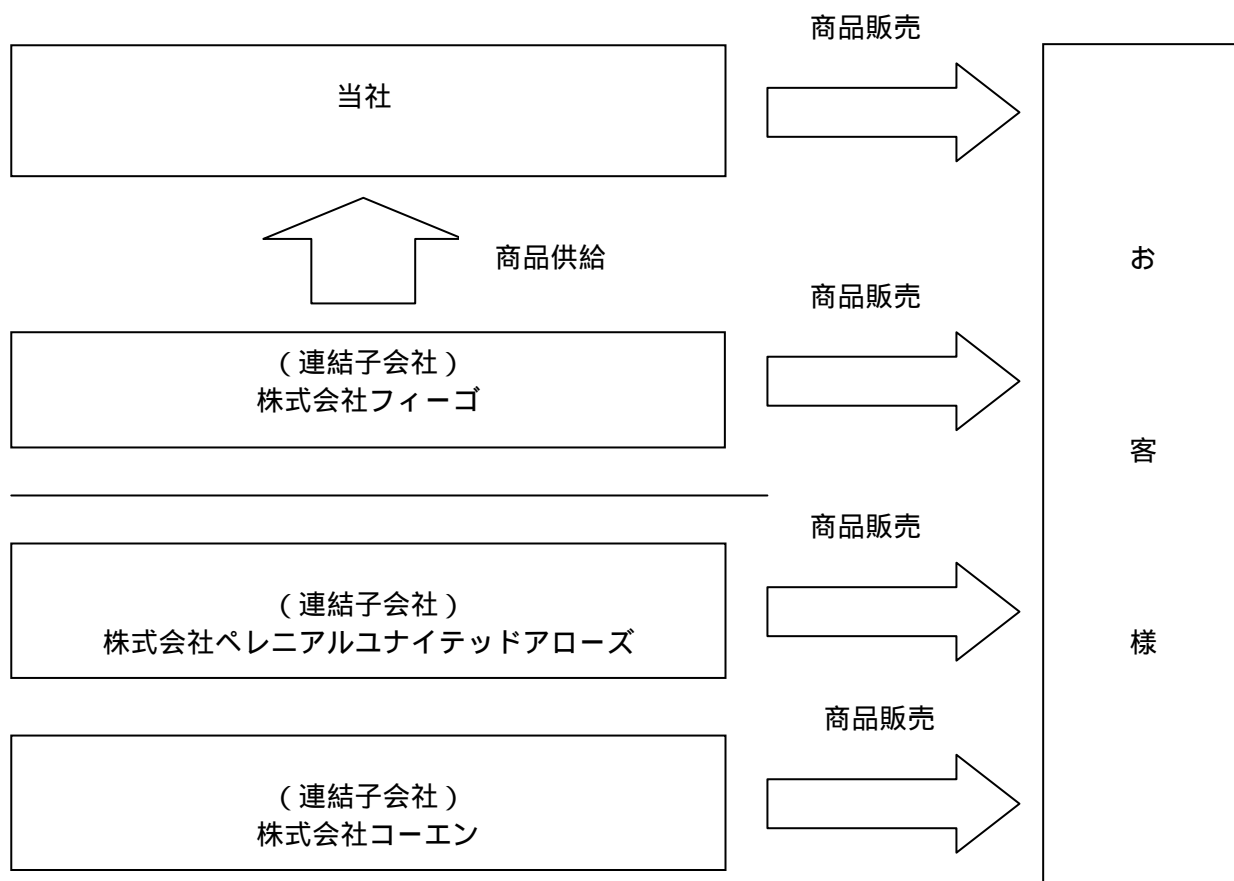 商品販売
当社
商品供給
商品販売
（連結子会社）
株式会社フィーゴ
商品販売
（連結子会社）
株式会社ペレニアルユナイテッドアローズ
商品販売
（連結子会社）
株式会社コーエン
お
客
様